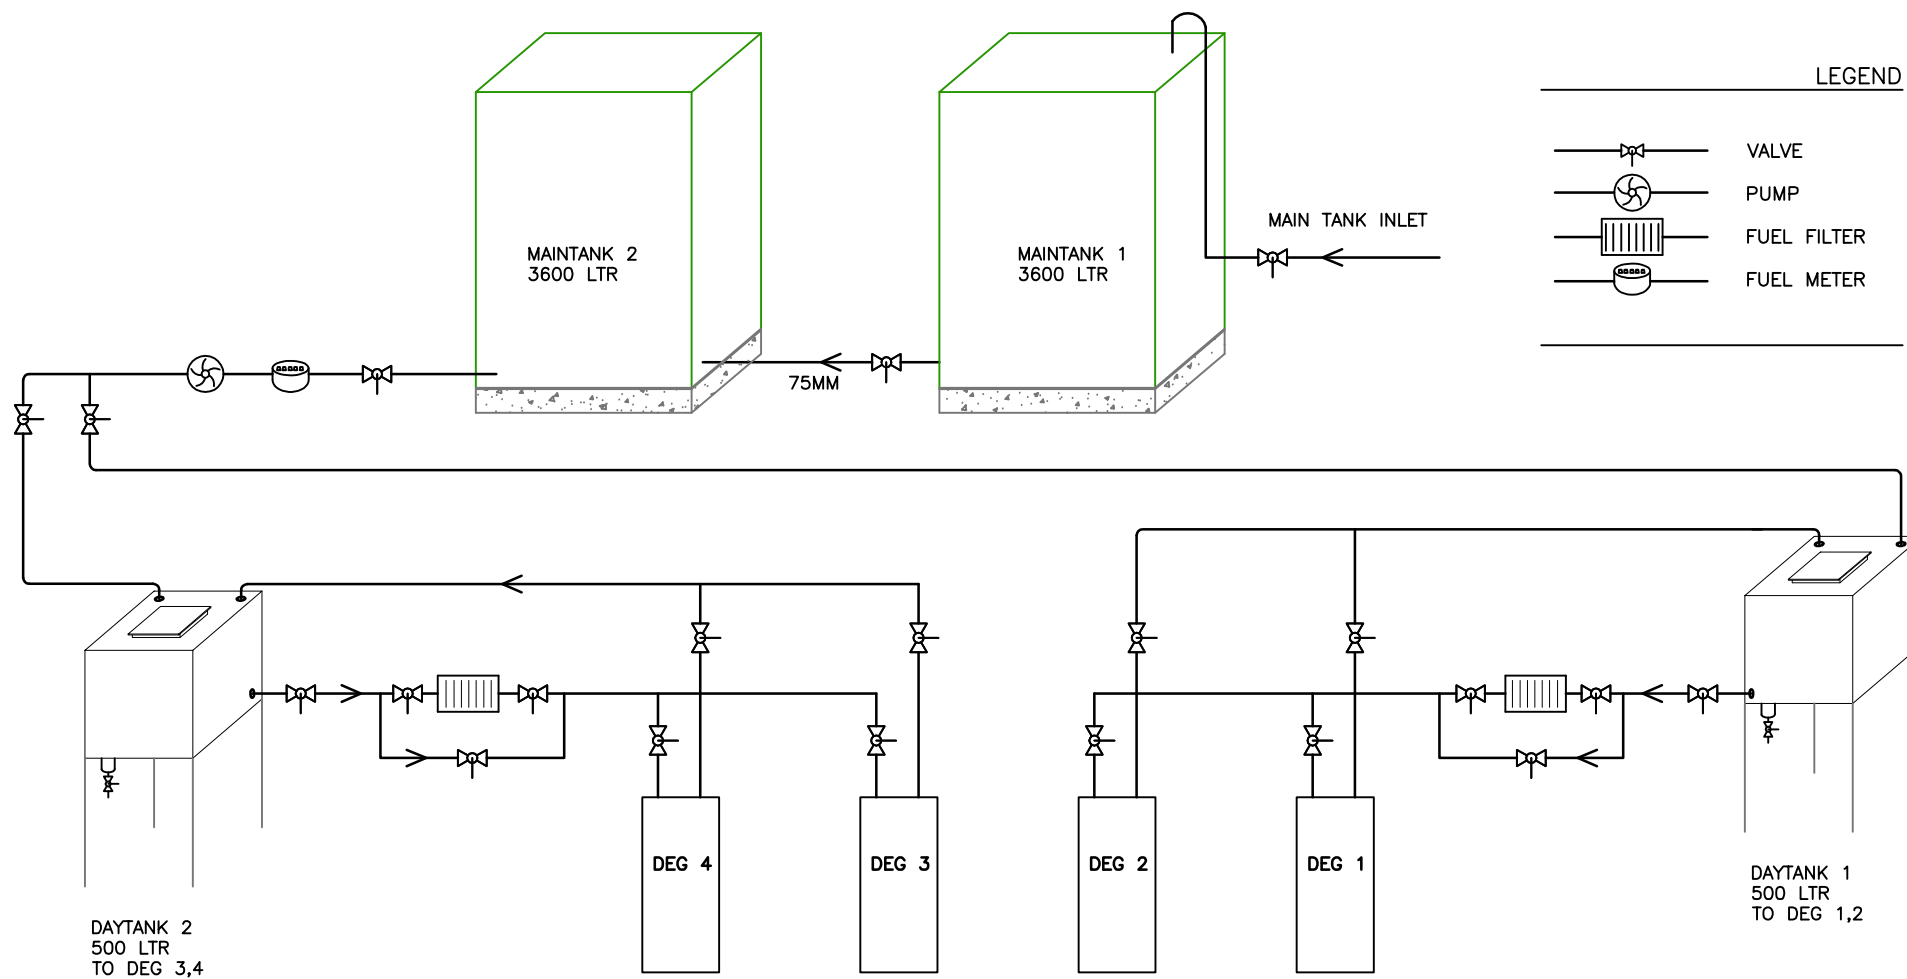 LEGEND
VALVE
PUMP
FUEL FILTER
FUEL METER
MAIN TANK INLET
MAINTANK 2
3600 LTR
MAINTANK 1
3600 LTR
75MM
DEG 4
DEG 3
DEG 2
DEG 1
DAYTANK 1
500 LTR
TO DEG 1,2
DAYTANK 2
500 LTR
TO DEG 3,4